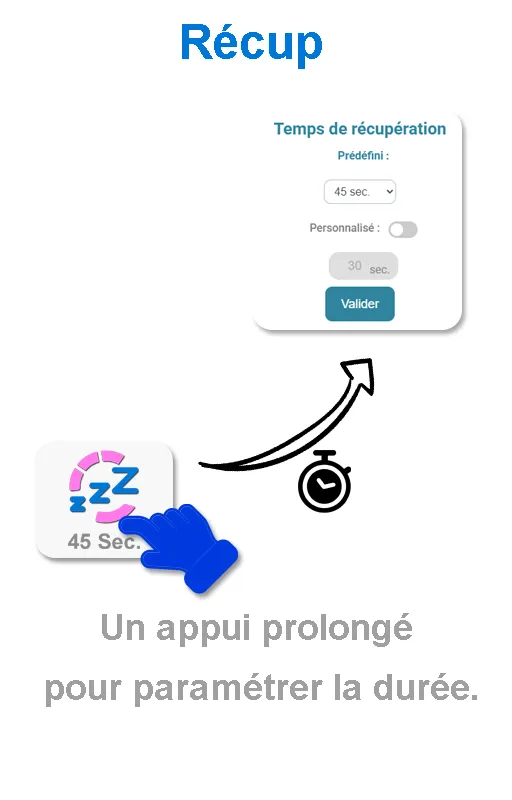 Récup
Temps de récupération
Prédéfini :
45 sec.
Personnalisé :
30 sec.
Valider
zzZ
45 Sec.
Un appui prolongé
pour paramétrer la durée.